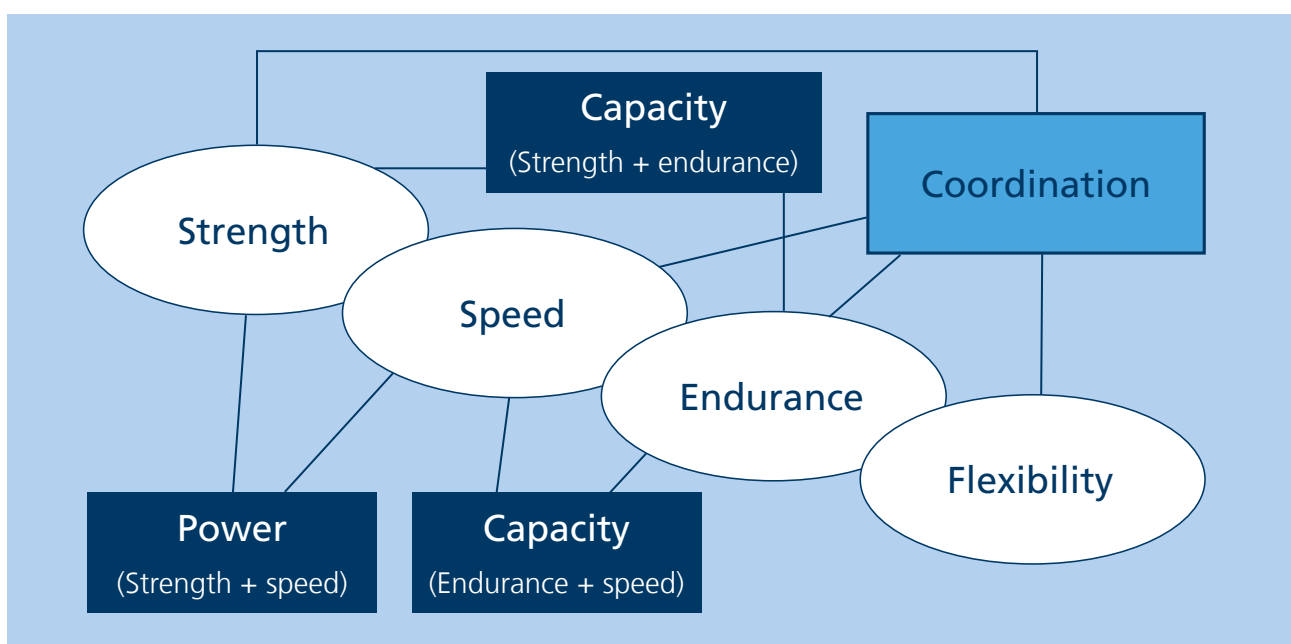 Capacity
(Strength + endurance)
Coordination
Strength
Speed
Endurance
Flexibility
Power
(Strength + speed)
Capacity
(Endurance + speed)